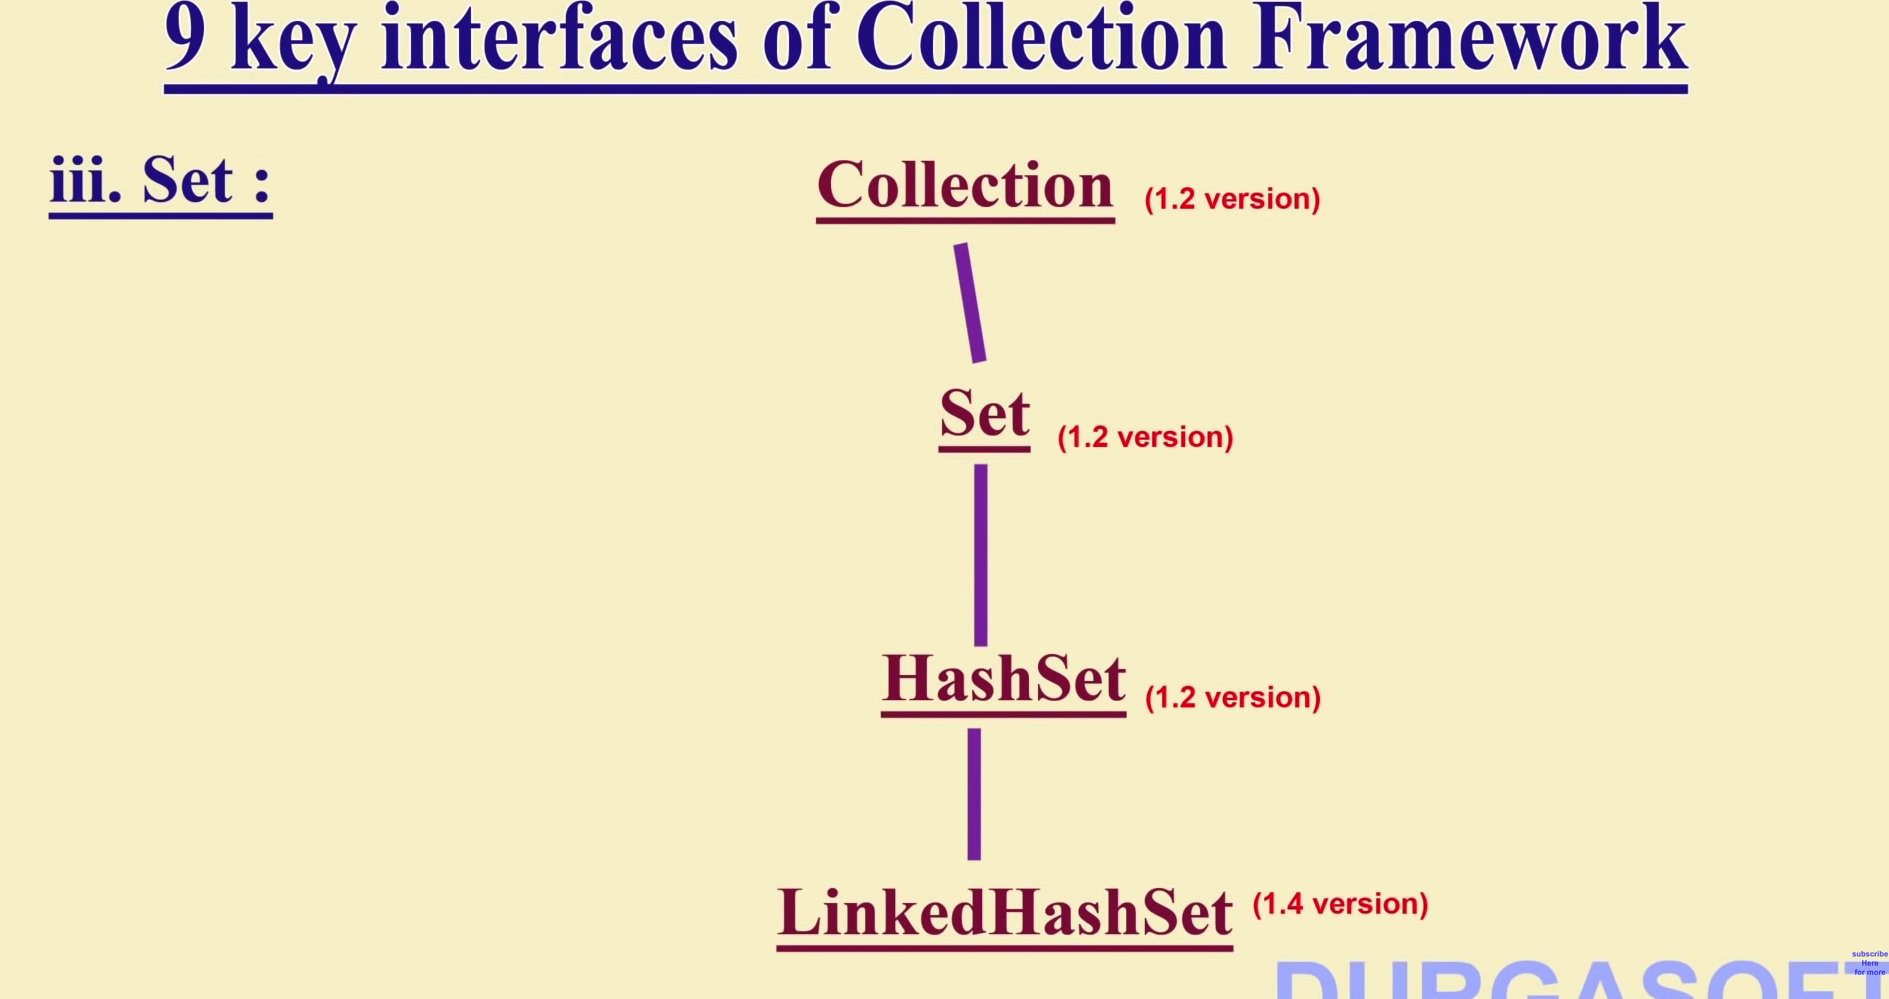 9 key interfaces of Collection Framework
iii. Set :
Collection (1.2 version)
Set (1.2 version)
HashSet (1.2 version)
LinkedHashSet (1.4 version)
DURGASOFT
subscribe
Here
for more